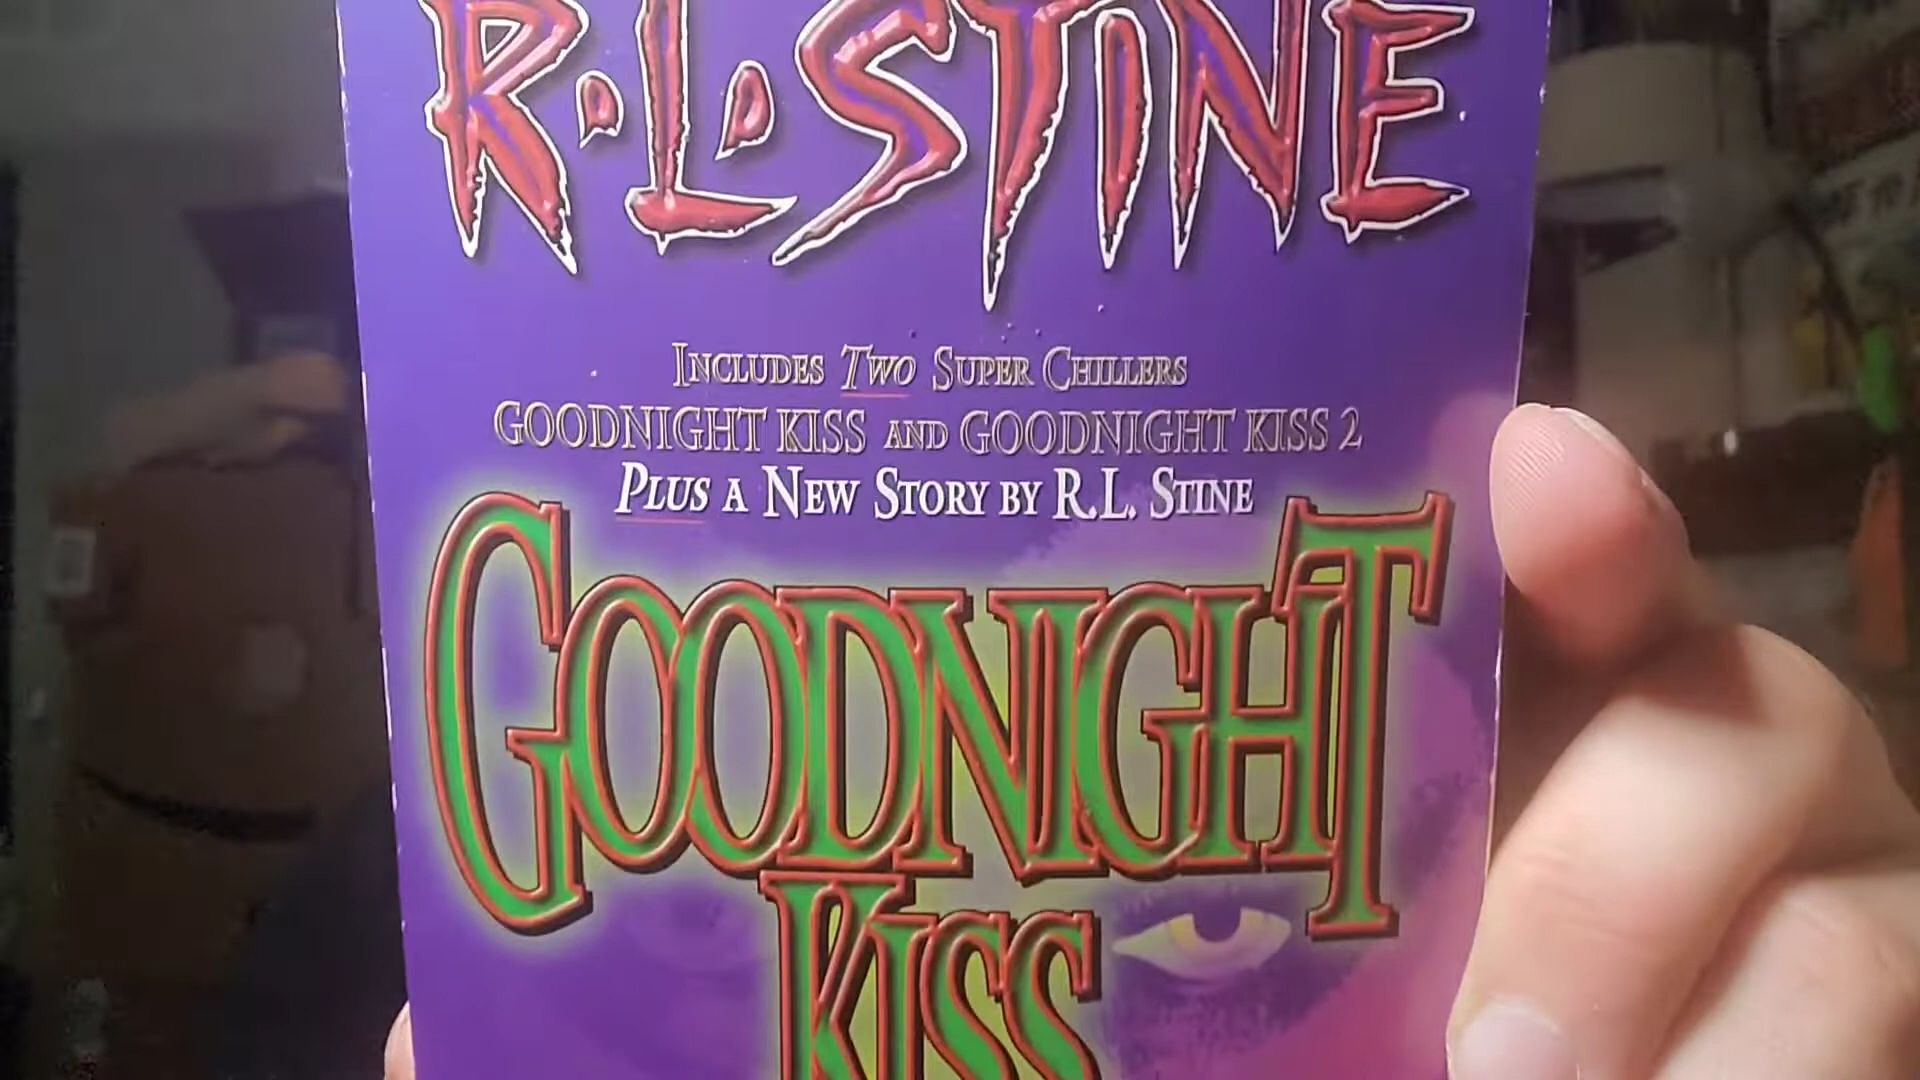 R.L. STINE
INCLUDES TWO SUPER CHILLERS
GOODNIGHT KISS AND GOODNIGHT KISS 2
PLUS A NEW STORY BY R.L. STINE
GOODNIGHT
KISS